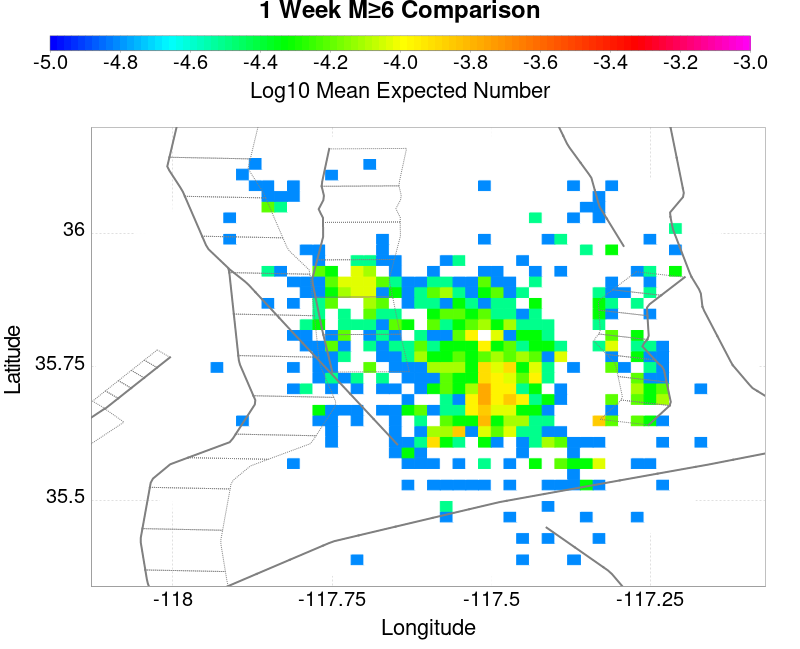 1 Week M≥6 Comparison
-5.0 -4.8 -4.6 -4.4 -4.2 -4.0 -3.8 -3.6 -3.4 -3.2 -3.0
Log10 Mean Expected Number
36
35.75
35.5
Latitude
-118 -117.75 -117.5 -117.25
Longitude